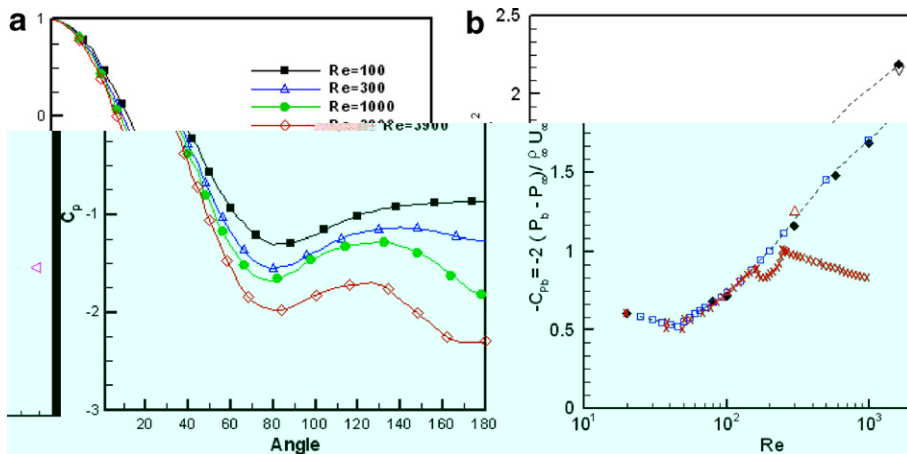 a
1
0
-1
-2
-3
C_p
Re=100
Re=300
Re=1000
Re=3900
20 40 60 80 100 120 140 160 180
Angle
b
2.5
2
1.5
1
0.5
0
-C_Pb=-2 ( P_b - P_∞)/ ρ_∞ U_∞^2
10^1 10^2 10^3
Re